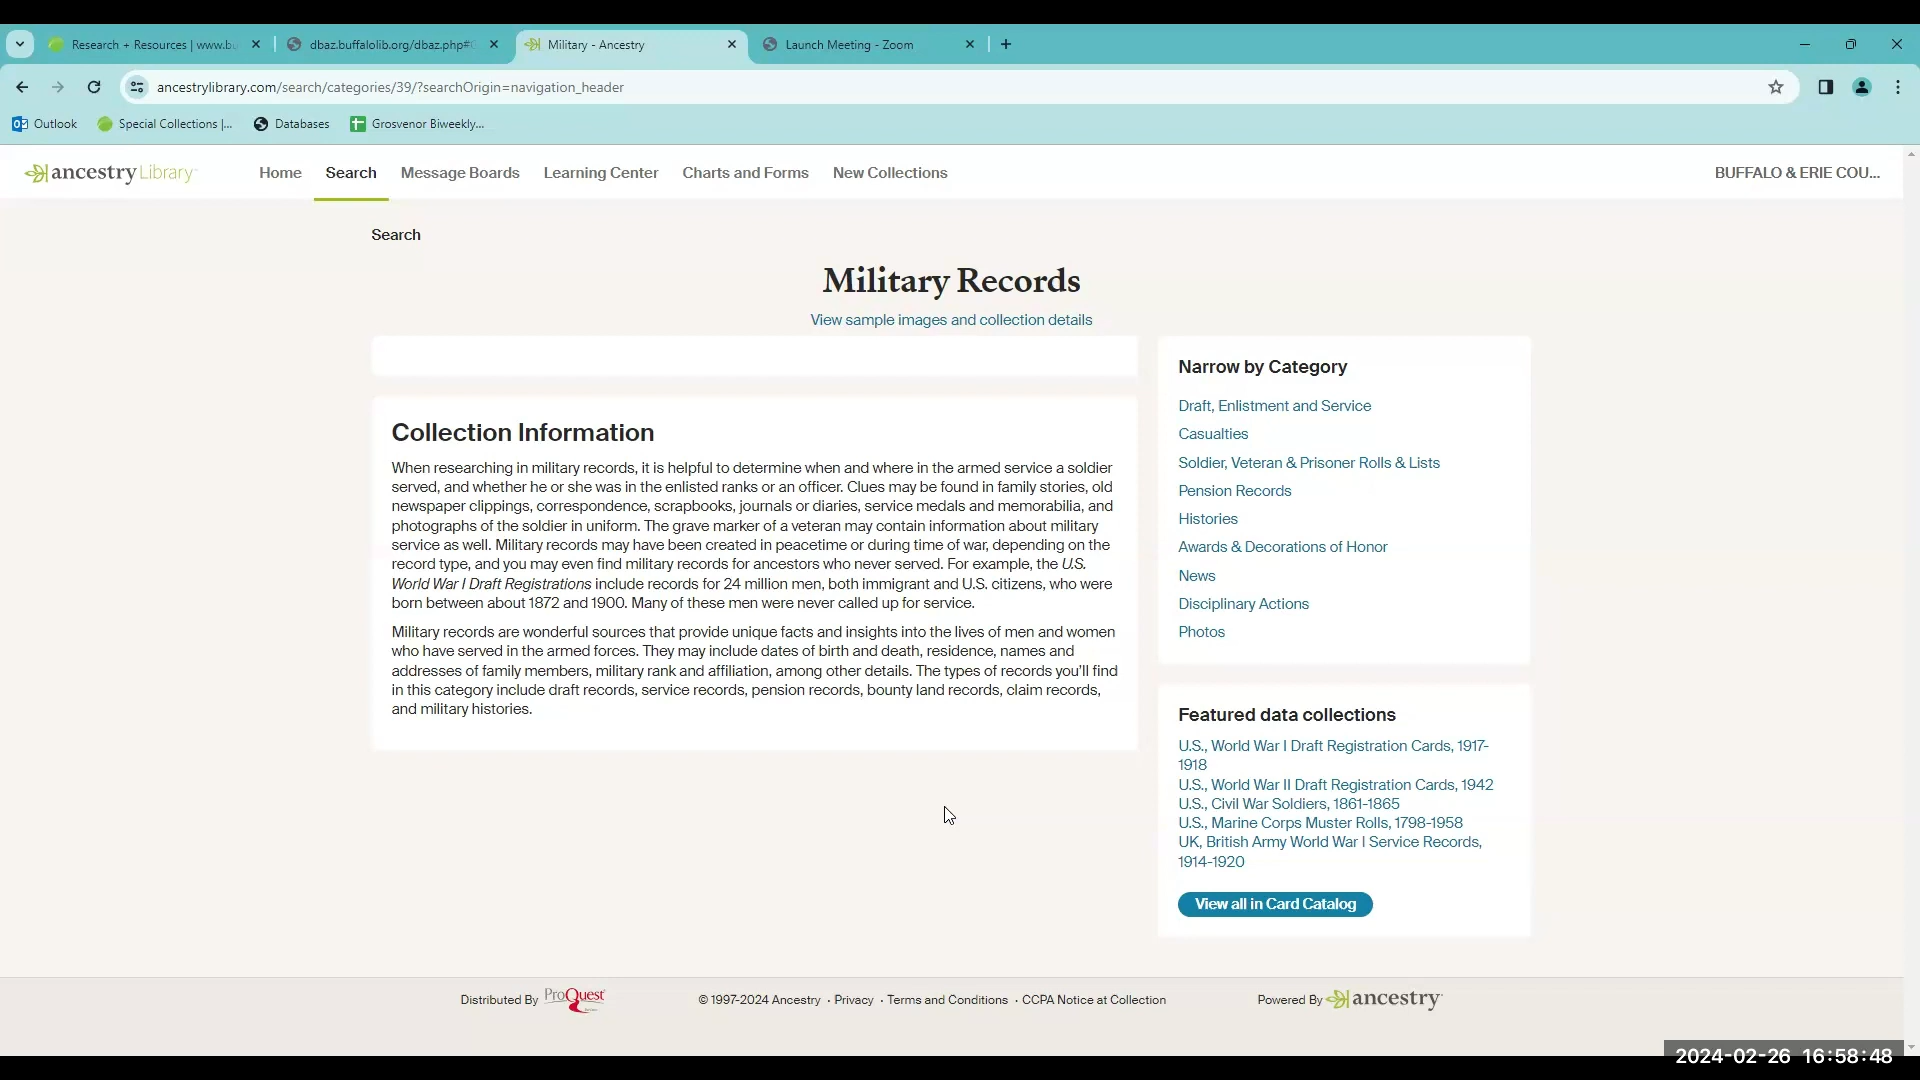 Research + Resources | www.bu
dbaz.buffalolib.org/dbaz.php#
Military - Ancestry
Launch Meeting - Zoom
ancestrylibrary.com/search/categories/39/?searchOrigin=navigation_header
Outlook
Special Collections |...
Databases
Grosvenor Biweekly...
ancestryLibrary
Home
Search
Message Boards
Learning Center
Charts and Forms
New Collections
BUFFALO & ERIE COU...
Search
Military Records
View sample images and collection details
Collection Information
When researching in military records, it is helpful to determine when and where in the armed service a soldier
served, and whether he or she was in the enlisted ranks or an officer. Clues may be found in family stories, old
newspaper clippings, correspondence, scrapbooks, journals or diaries, service medals and memorabilia, and
photographs of the soldier in uniform. The grave marker of a veteran may contain information about military
service as well. Military records may have been created in peacetime or during time of war, depending on the
record type, and you may even find military records for ancestors who never served. For example, the U.S.
World War I Draft Registrations include records for 24 million men, both immigrant and U.S. citizens, who were
born between about 1872 and 1900. Many of these men were never called up for service.
Military records are wonderful sources that provide unique facts and insights into the lives of men and women
who have served in the armed forces. They may include dates of birth and death, residence, names and
addresses of family members, military rank and affiliation, among other details. The types of records you'll find
in this category include draft records, service records, pension records, bounty land records, claim records,
and military histories.
Narrow by Category
Draft, Enlistment and Service
Casualties
Soldier, Veteran & Prisoner Rolls & Lists
Pension Records
Histories
Awards & Decorations of Honor
News
Disciplinary Actions
Photos
Featured data collections
U.S., World War I Draft Registration Cards, 1917-
1918
U.S., World War II Draft Registration Cards, 1942
U.S., Civil War Soldiers, 1861-1865
U.S., Marine Corps Muster Rolls, 1798-1958
UK, British Army World War I Service Records,
1914-1920
View all in Card Catalog
Distributed By ProQuest
© 1997-2024 Ancestry · Privacy · Terms and Conditions · CCPA Notice at Collection
Powered By ancestry
2024-02-26 16:58:48